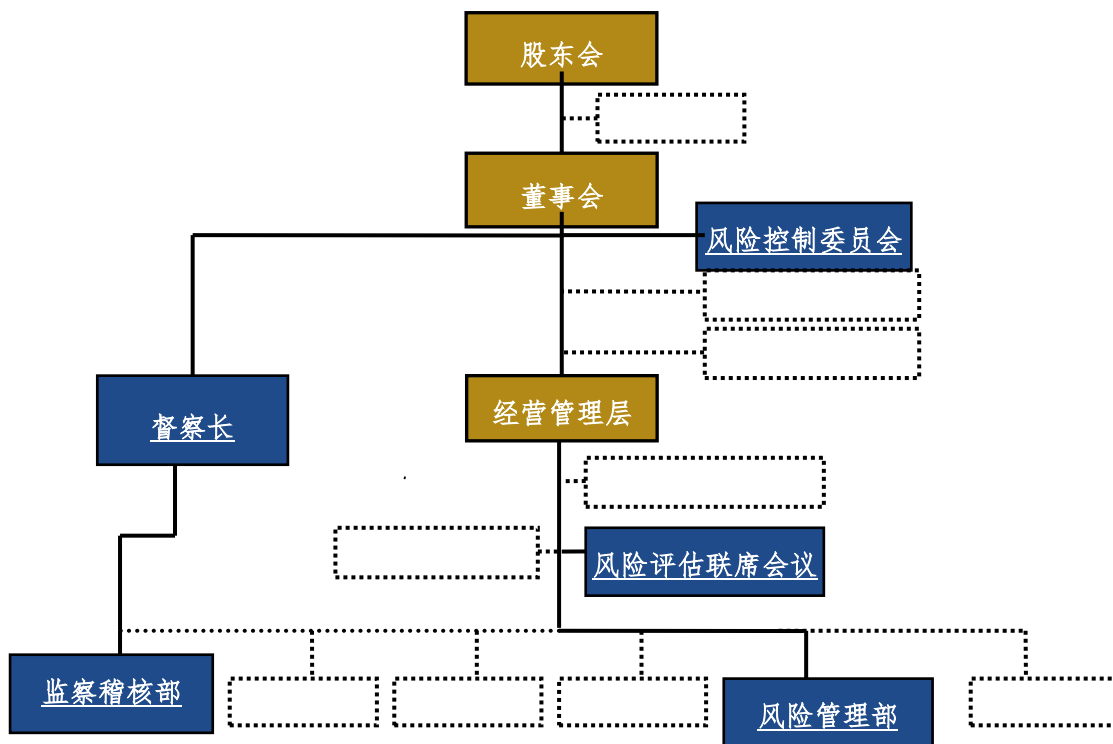 股东会
董事会
风险控制委员会
督察长
经营管理层
风险评估联席会议
监察稽核部
风险管理部